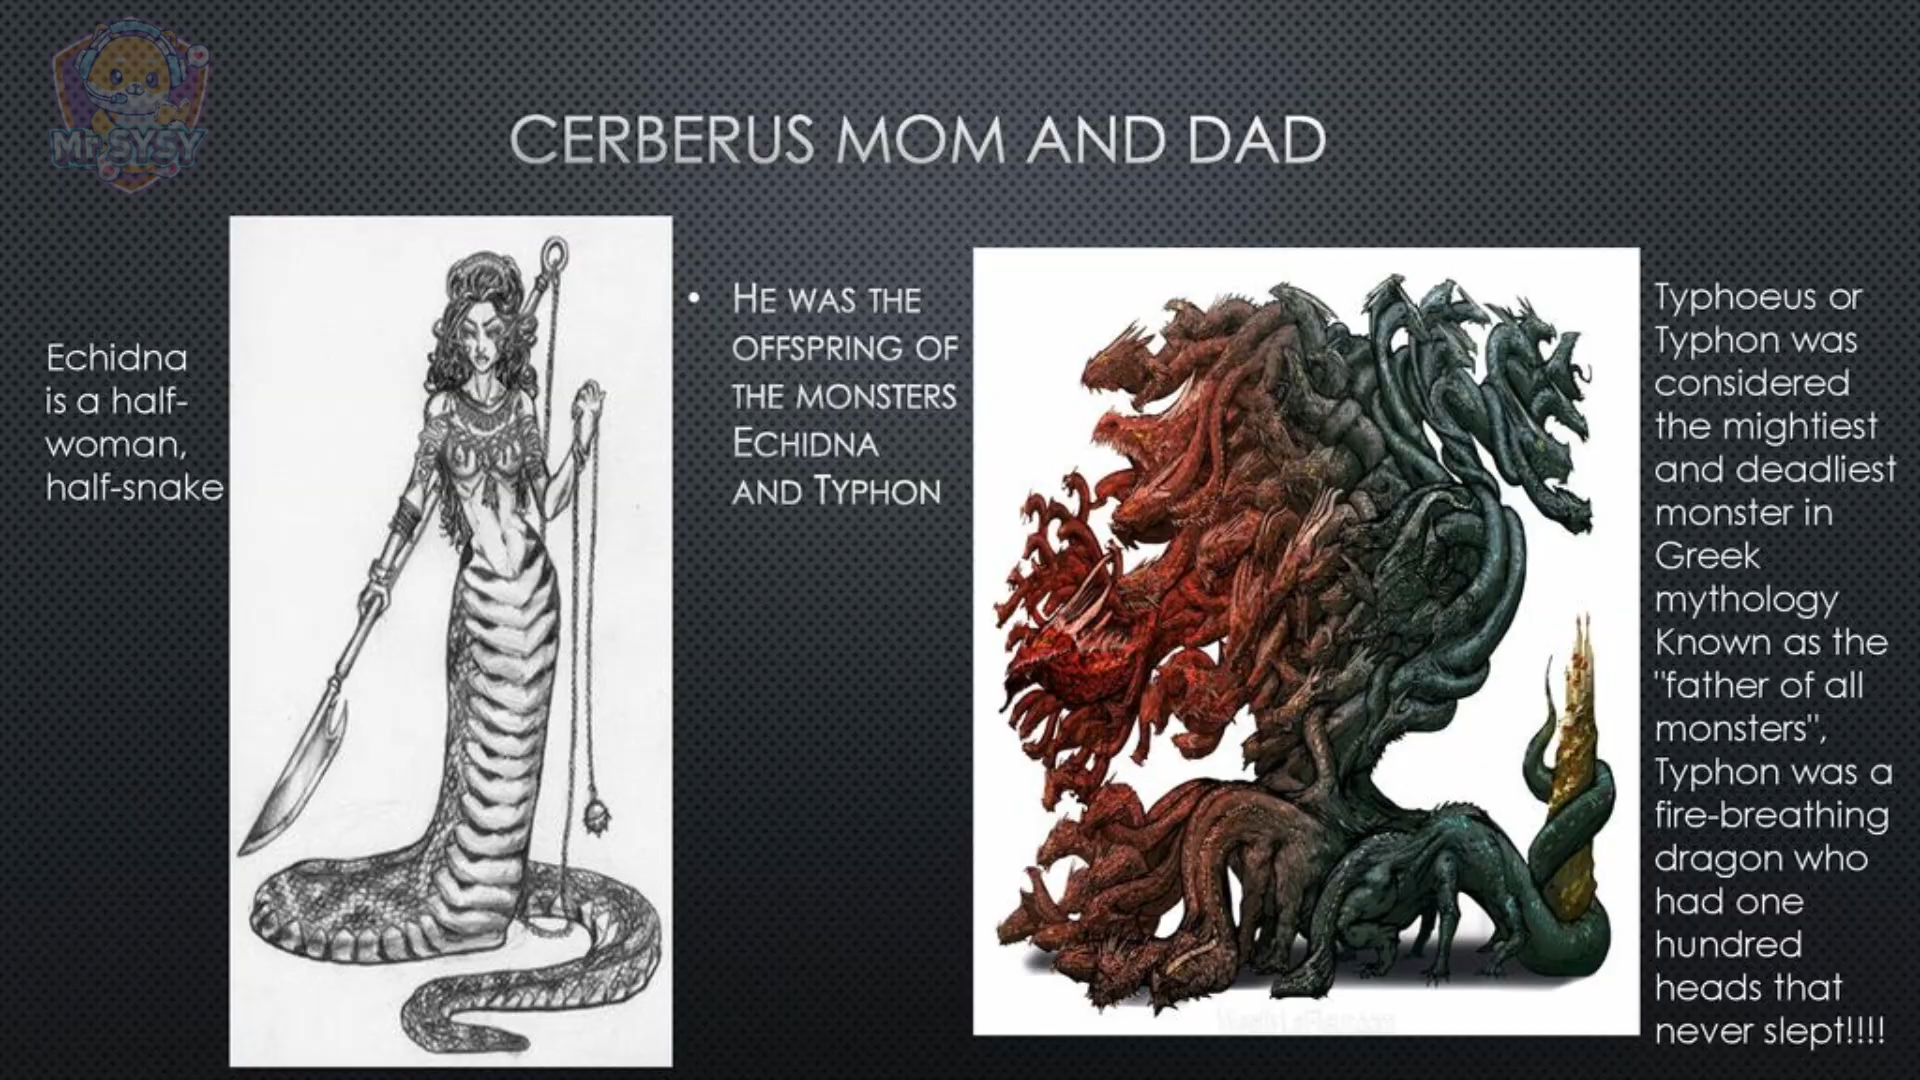 Mr SYSY
CERBERUS MOM AND DAD
Echidna
is a half-
woman,
half-snake
• HE WAS THE
OFFSPRING OF
THE MONSTERS
ECHIDNA
AND TYPHON
Typhoeus or
Typhon was
considered
the mightiest
and deadliest
monster in
Greek
mythology
Known as the
"father of all
monsters",
Typhon was a
fire-breathing
dragon who
had one
hundred
heads that
never slept!!!!